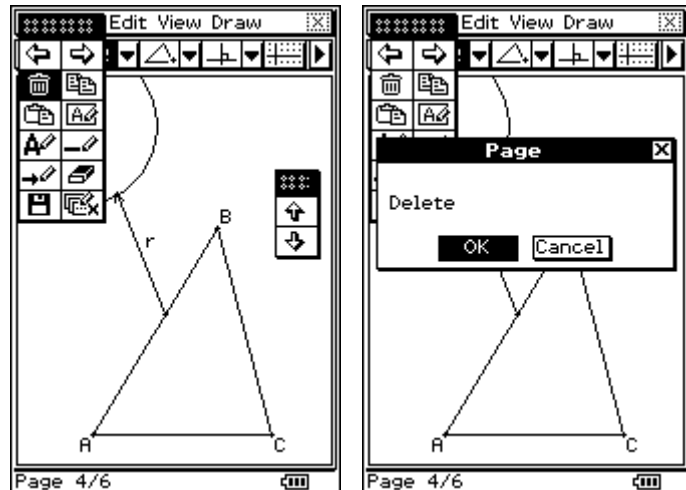 Edit View Draw
B
r
A
C
Page 4/6
Edit View Draw
Page
Delete
OK Cancel
A
C
Page 4/6